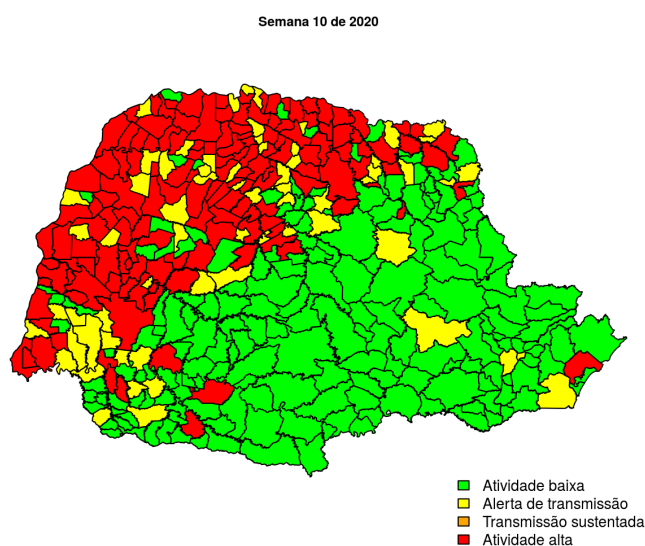 Semana 10 de 2020
Atividade baixa
Alerta de transmissão
Transmissão sustentada
Atividade alta